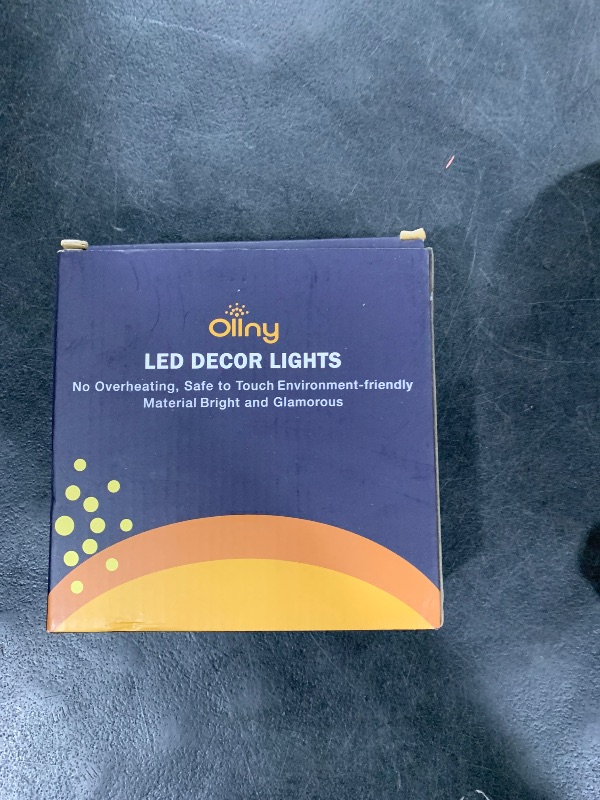 Ollny
LED DECOR LIGHTS
No Overheating, Safe to Touch Environment-friendly
Material Bright and Glamorous